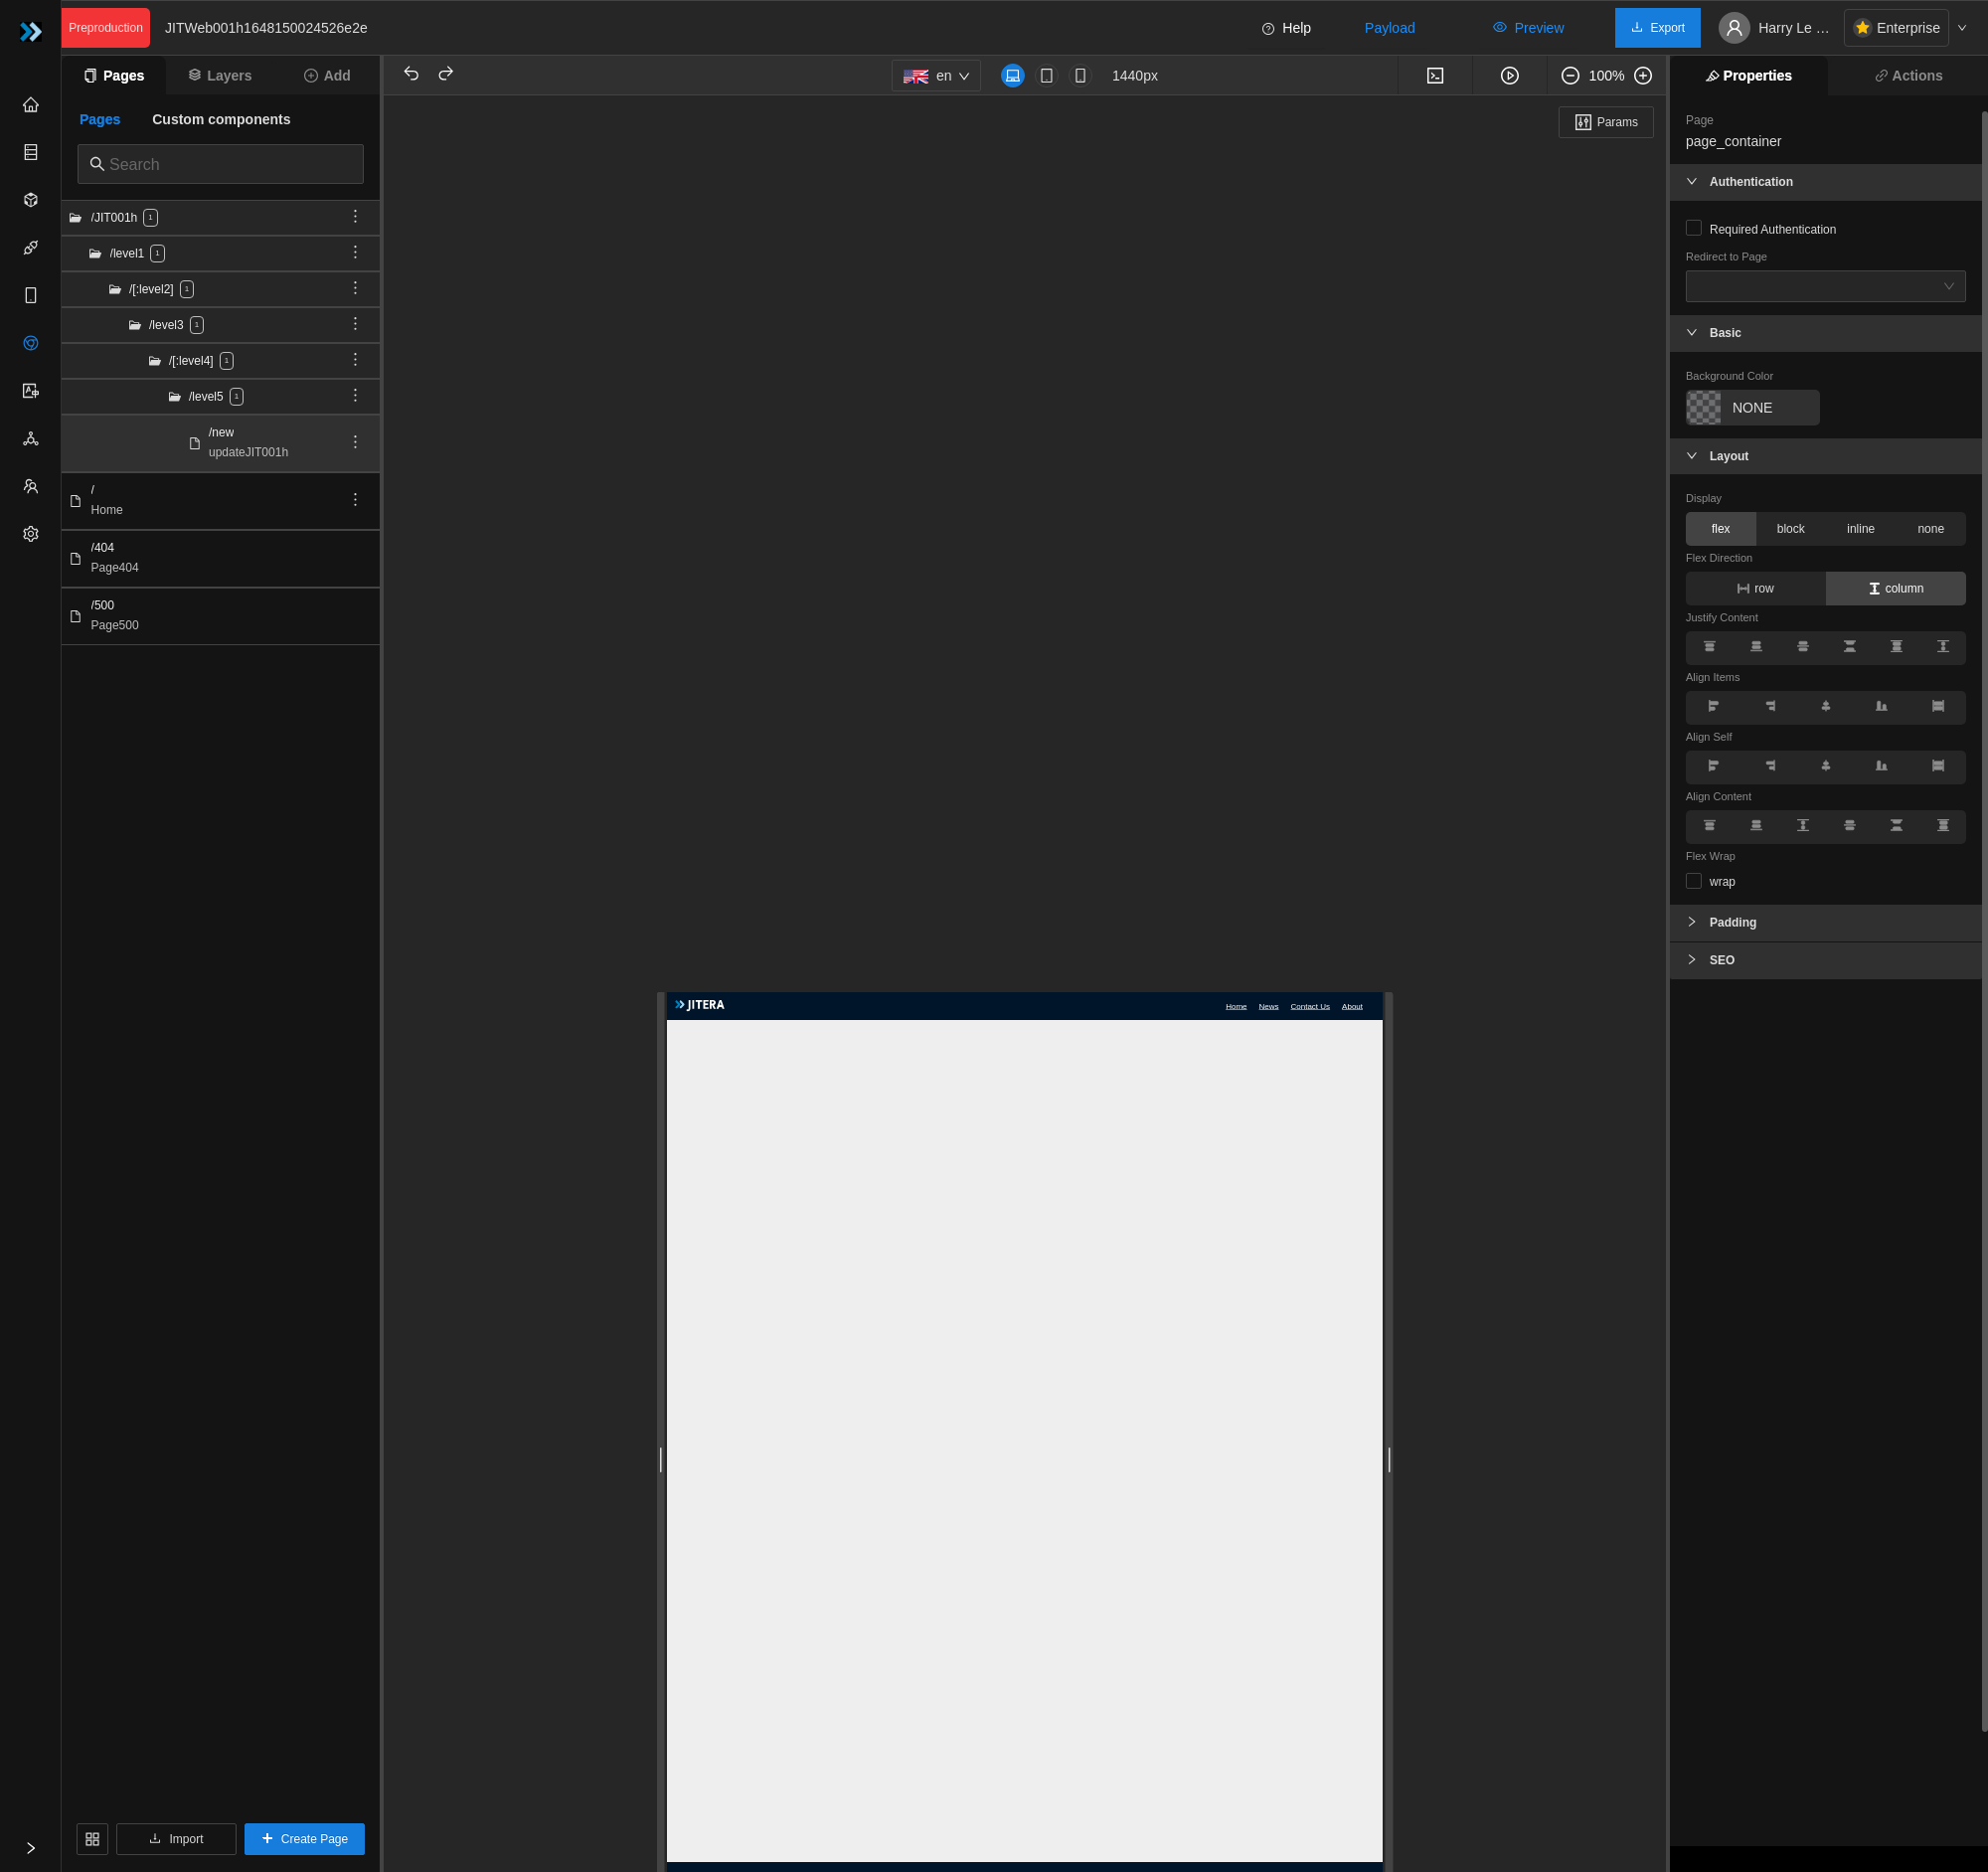 Preproduction JITWeb001h1648150024526e2e Help Payload Preview Export Harry Le ... Enterprise
Pages Layers Add
en 1440px 100%
Properties Actions
Pages Custom components
Search
/JIT001h 1
/level1 1
/[:level2] 1
/level3 1
/[:level4] 1
/level5 1
/new
updateJIT001h
/
Home
/404
Page404
/500
Page500
Import Create Page
Params
JITERA Home News Contact Us About
Page
page_container
Authentication
Required Authentication
Redirect to Page
Basic
Background Color
NONE
Layout
Display
flex block inline none
Flex Direction
row column
Justify Content
Align Items
Align Self
Align Content
Flex Wrap
wrap
Padding
SEO